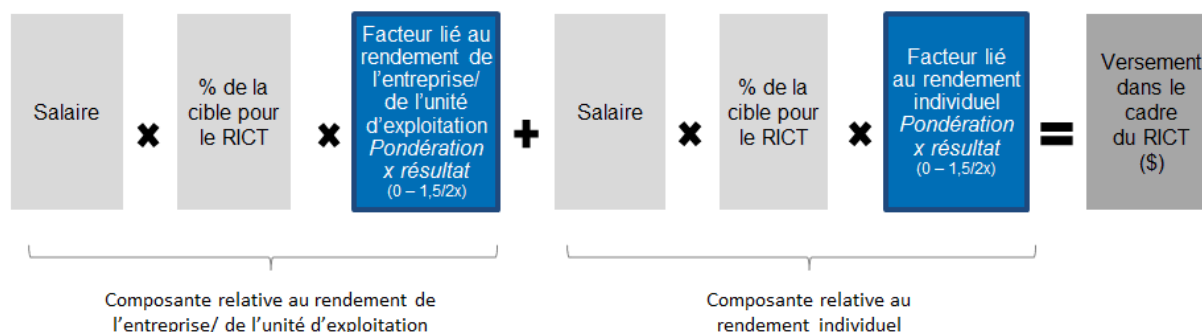 Salaire
✖
% de la
cible pour
le RICT
✖
Facteur lié au
rendement de
l'entreprise/
de l'unité
d'exploitation
Pondération
x résultat
(0 – 1,5/2x)
+
Salaire
✖
% de la
cible pour
le RICT
✖
Facteur lié
au rendement
individuel
Pondération
x résultat
(0 – 1,5/2x)
=
Versement
dans le
cadre
du RICT
($)
Composante relative au rendement de
l'entreprise/ de l'unité d'exploitation
Composante relative au
rendement individuel